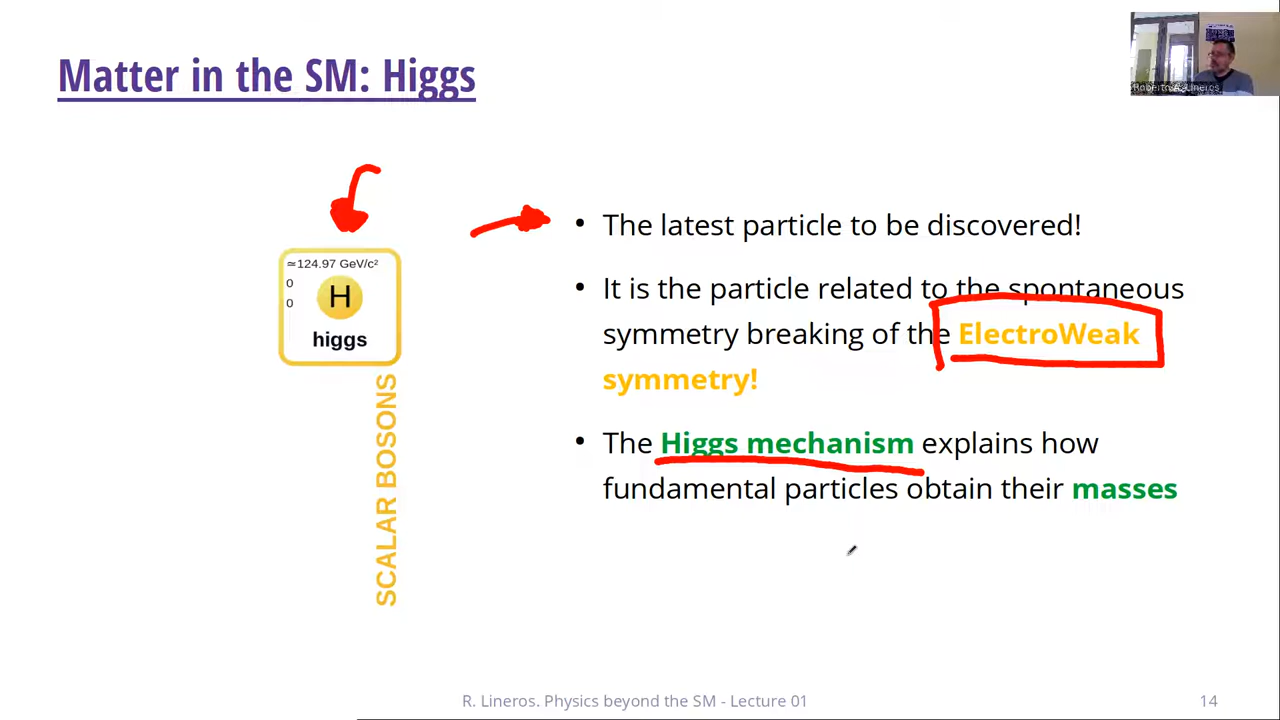 Matter in the SM: Higgs
Roberto A. Lineros
≃124.97 GeV/c²
0
0
H
higgs
SCALAR BOSONS
• The latest particle to be discovered!
• It is the particle related to the spontaneous
symmetry breaking of the ElectroWeak
symmetry!
• The Higgs mechanism explains how
fundamental particles obtain their masses
R. Lineros. Physics beyond the SM - Lecture 01
14